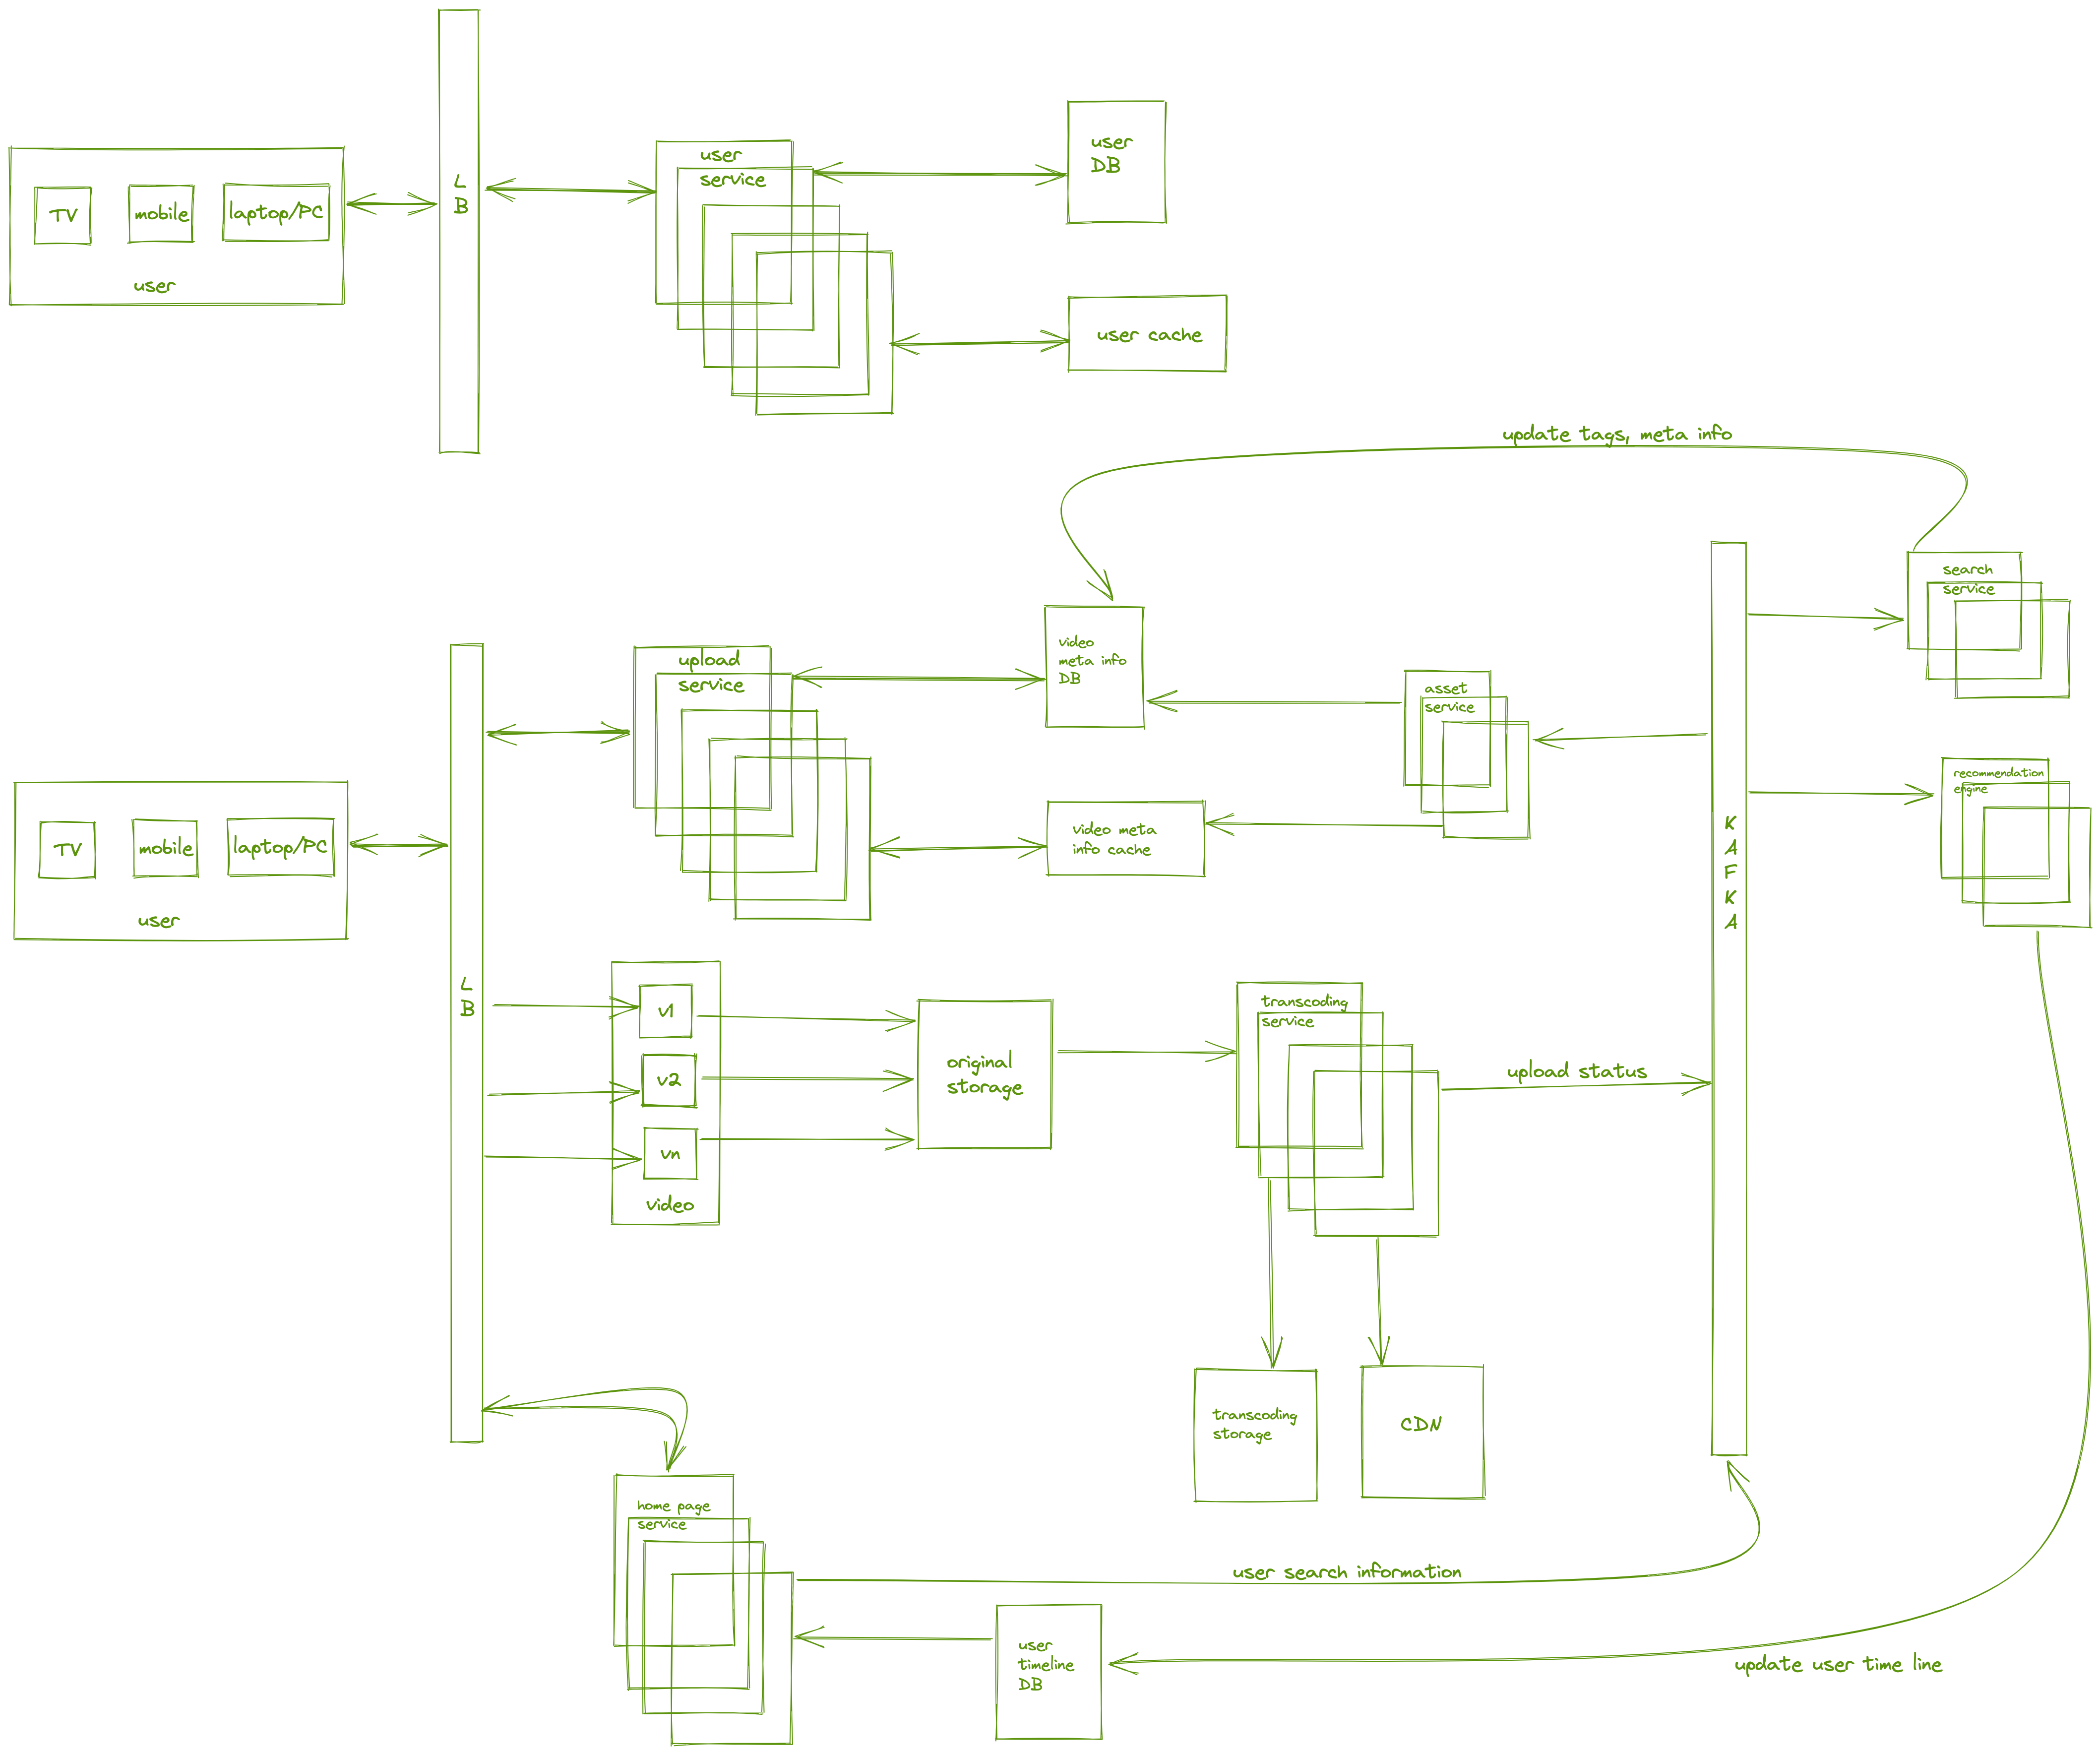 L
B
user
service
user
DB
TV
mobile
laptop/PC
user
user cache
update tags, meta info
search
service
upload
service
video
meta info
DB
asset
service
recommendation
engine
K
A
F
K
A
video meta
info cache
TV
mobile
laptop/PC
user
L
B
v1
v2
vn
video
original
storage
transcoding
service
upload status
transcoding
storage
CDN
home page
service
user search information
user
timeline
DB
update user time line